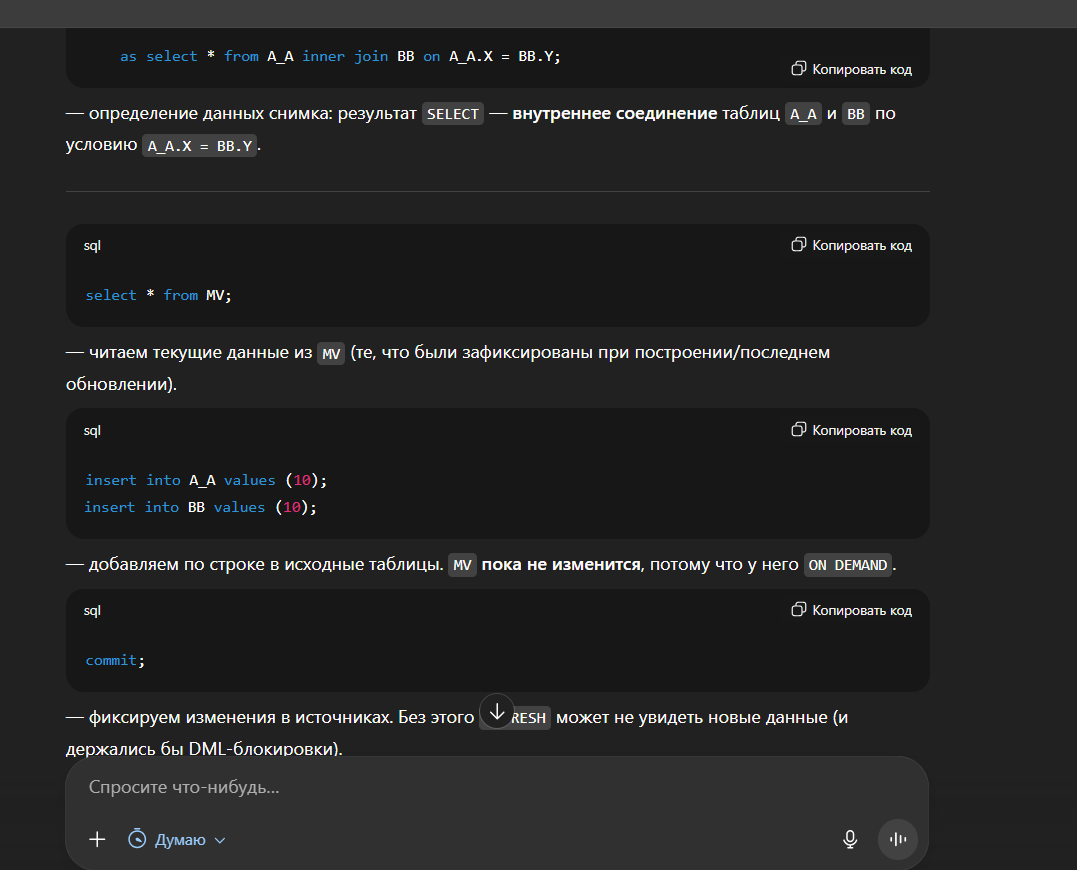 as select * from A_A inner join BB on A_A.X = BB.Y;
Копировать код
— определение данных снимка: результат SELECT — внутреннее соединение таблиц A_A и BB по
условию A_A.X = BB.Y.
sql
Копировать код
select * from MV;
— читаем текущие данные из MV (те, что были зафиксированы при построении/последнем
обновлении).
sql
Копировать код
insert into A_A values (10);
insert into BB values (10);
— добавляем по строке в исходные таблицы. MV пока не изменится, потому что у него ON DEMAND.
sql
Копировать код
commit;
— фиксируем изменения в источниках. Без этого RESH может не увидеть новые данные (и
держались бы DML-блокировки).
Спросите что-нибудь...
Думаю